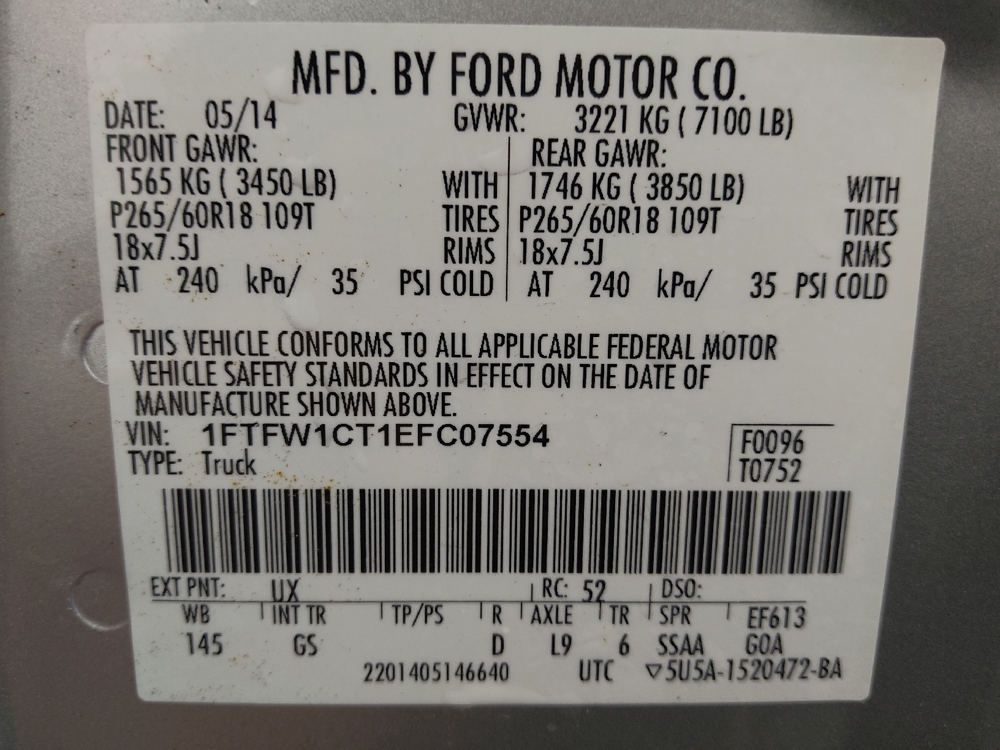 MFD. BY FORD MOTOR CO.
DATE: 05/14 GVWR: 3221 KG ( 7100 LB)
FRONT GAWR: REAR GAWR:
1565 KG ( 3450 LB) WITH 1746 KG ( 3850 LB) WITH
P265/60R18 109T TIRES P265/60R18 109T TIRES
18x7.5J RIMS 18x7.5J RIMS
AT 240 kPa/ 35 PSI COLD AT 240 kPa/ 35 PSI COLD
THIS VEHICLE CONFORMS TO ALL APPLICABLE FEDERAL MOTOR
VEHICLE SAFETY STANDARDS IN EFFECT ON THE DATE OF
MANUFACTURE SHOWN ABOVE.
VIN: 1FTFW1CT1EFC07554 F0096
TYPE: Truck T0752
EXT PNT: UX RC: 52 DSO:
WB INT TR TP/PS R AXLE TR SPR EF613
145 GS D L9 6 SSAA GOA
2201405146640 UTC ▽5U5A-1520472-BA